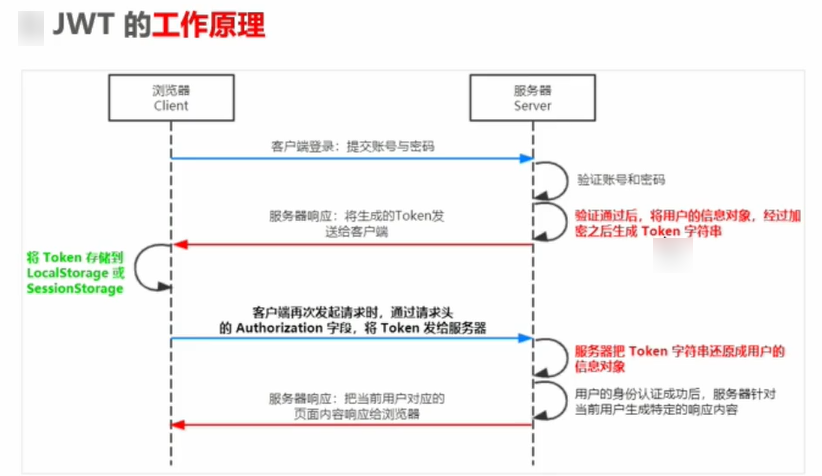 JWT 的工作原理
浏览器
Client
服务器
Server
客户端登录：提交账号与密码
验证账号和密码
验证通过后，将用户的信息对象，经过加
密之后生成 Token 字符串
服务器响应：将生成的Token发
送给客户端
将 Token 存储到
LocalStorage 或
SessionStorage
客户端再次发起请求时，通过请求头
的 Authorization 字段，将 Token 发给服务器
服务器把 Token 字符串还原成用户的
信息对象
用户的身份认证成功后，服务器针对
当前用户生成特定的响应内容
服务器响应：把当前用户对应的
页面内容响应给浏览器